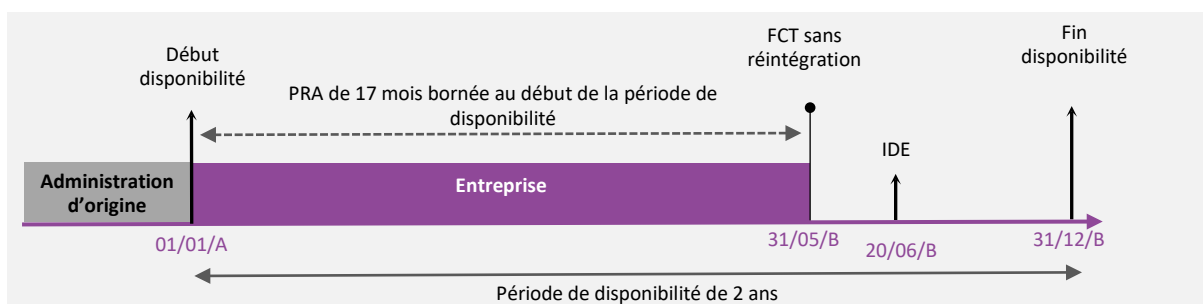 Début
disponibilité
PRA de 17 mois bornée au début de la période de
disponibilité
FCT sans
réintégration
Fin
disponibilité
IDE
Administration
d'origine
Entreprise
01/01/A
31/05/B
20/06/B
31/12/B
Période de disponibilité de 2 ans